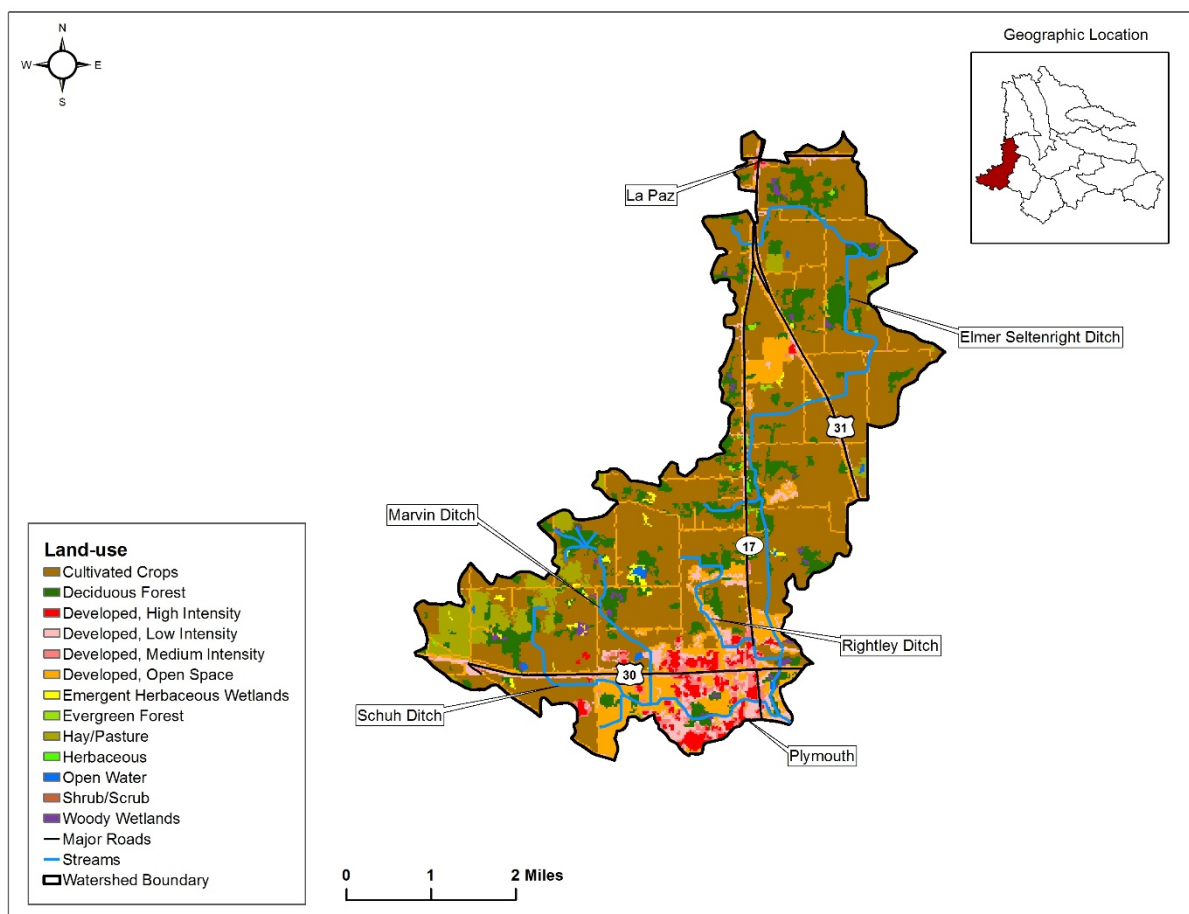 N
W E
S
Geographic Location
La Paz
Elmer Seltenright Ditch
31
Marvin Ditch
17
Rightley Ditch
30
Schuh Ditch
Plymouth
Land-use
Cultivated Crops
Deciduous Forest
Developed, High Intensity
Developed, Low Intensity
Developed, Medium Intensity
Developed, Open Space
Emergent Herbaceous Wetlands
Evergreen Forest
Hay/Pasture
Herbaceous
Open Water
Shrub/Scrub
Woody Wetlands
Major Roads
Streams
Watershed Boundary
0 1 2 Miles